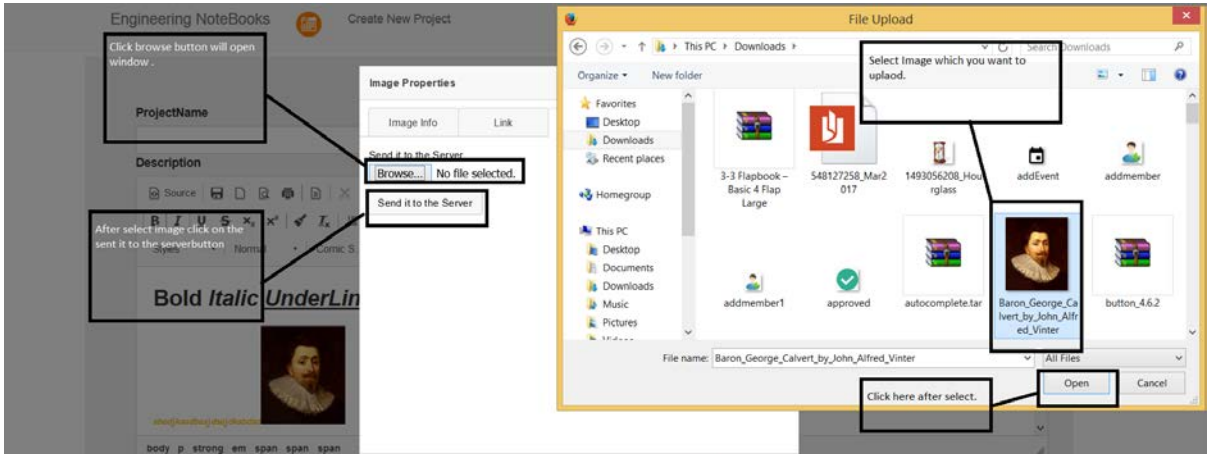 Engineering NoteBooks
Create New Project
Click browse button will open
window .
ProjectName
Description
Source
B I U S x₂ x² Iₓ
After select image click on the
sent it to the serverbutton
Styles Normal Comic S.
Bold Italic UnderLin
body p strong em span span span
Image Properties
Image Info Link
Send it to the Server
Browse... No file selected.
Send it to the Server
File Upload
This PC Downloads
Search Downloads
Select Image which you want to
uplaod.
Organize New folder
Favorites
Desktop
Downloads
Recent places
Homegroup
This PC
Desktop
Documents
Downloads
Music
Pictures
Videos
3-3 Flapbook –
Basic 4 Flap
Large
548127258_Mar2
017
1493056208_Hou
rglass
addEvent
addmember
addmember1
approved
autocomplete.tar
Baron_George_Ca
lvert_by_John_Alf
red_Vinter
button_4.6.2
File name: Baron_George_Calvert_by_John_Alfred_Vinter
All Files
Click here after select.
Open Cancel